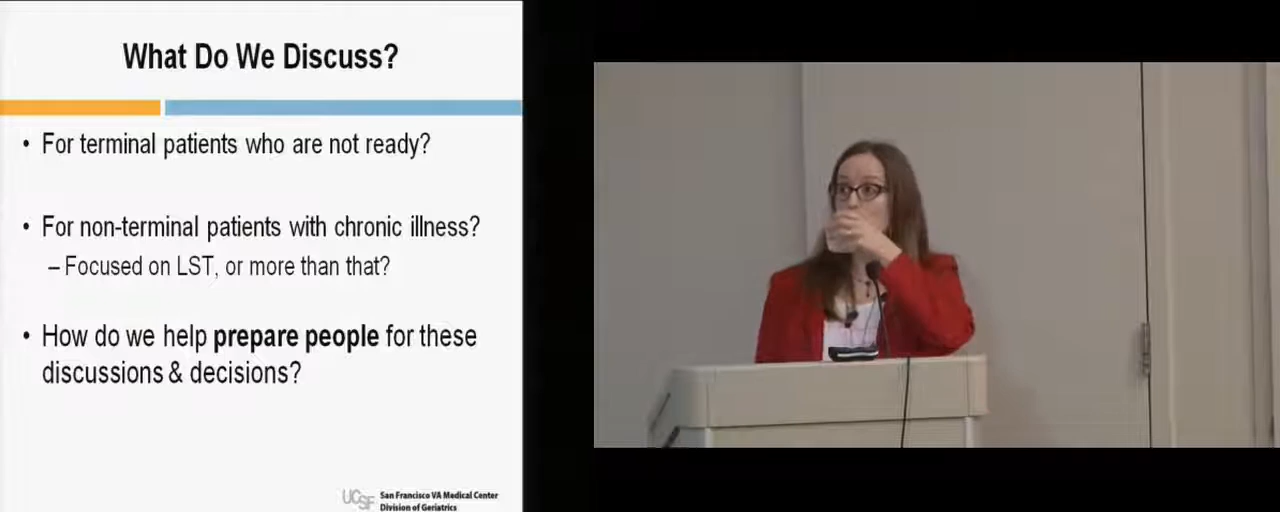 What Do We Discuss?
• For terminal patients who are not ready?
• For non-terminal patients with chronic illness?
– Focused on LST, or more than that?
• How do we help prepare people for these
discussions & decisions?
UCSF San Francisco VA Medical Center
Division of Geriatrics